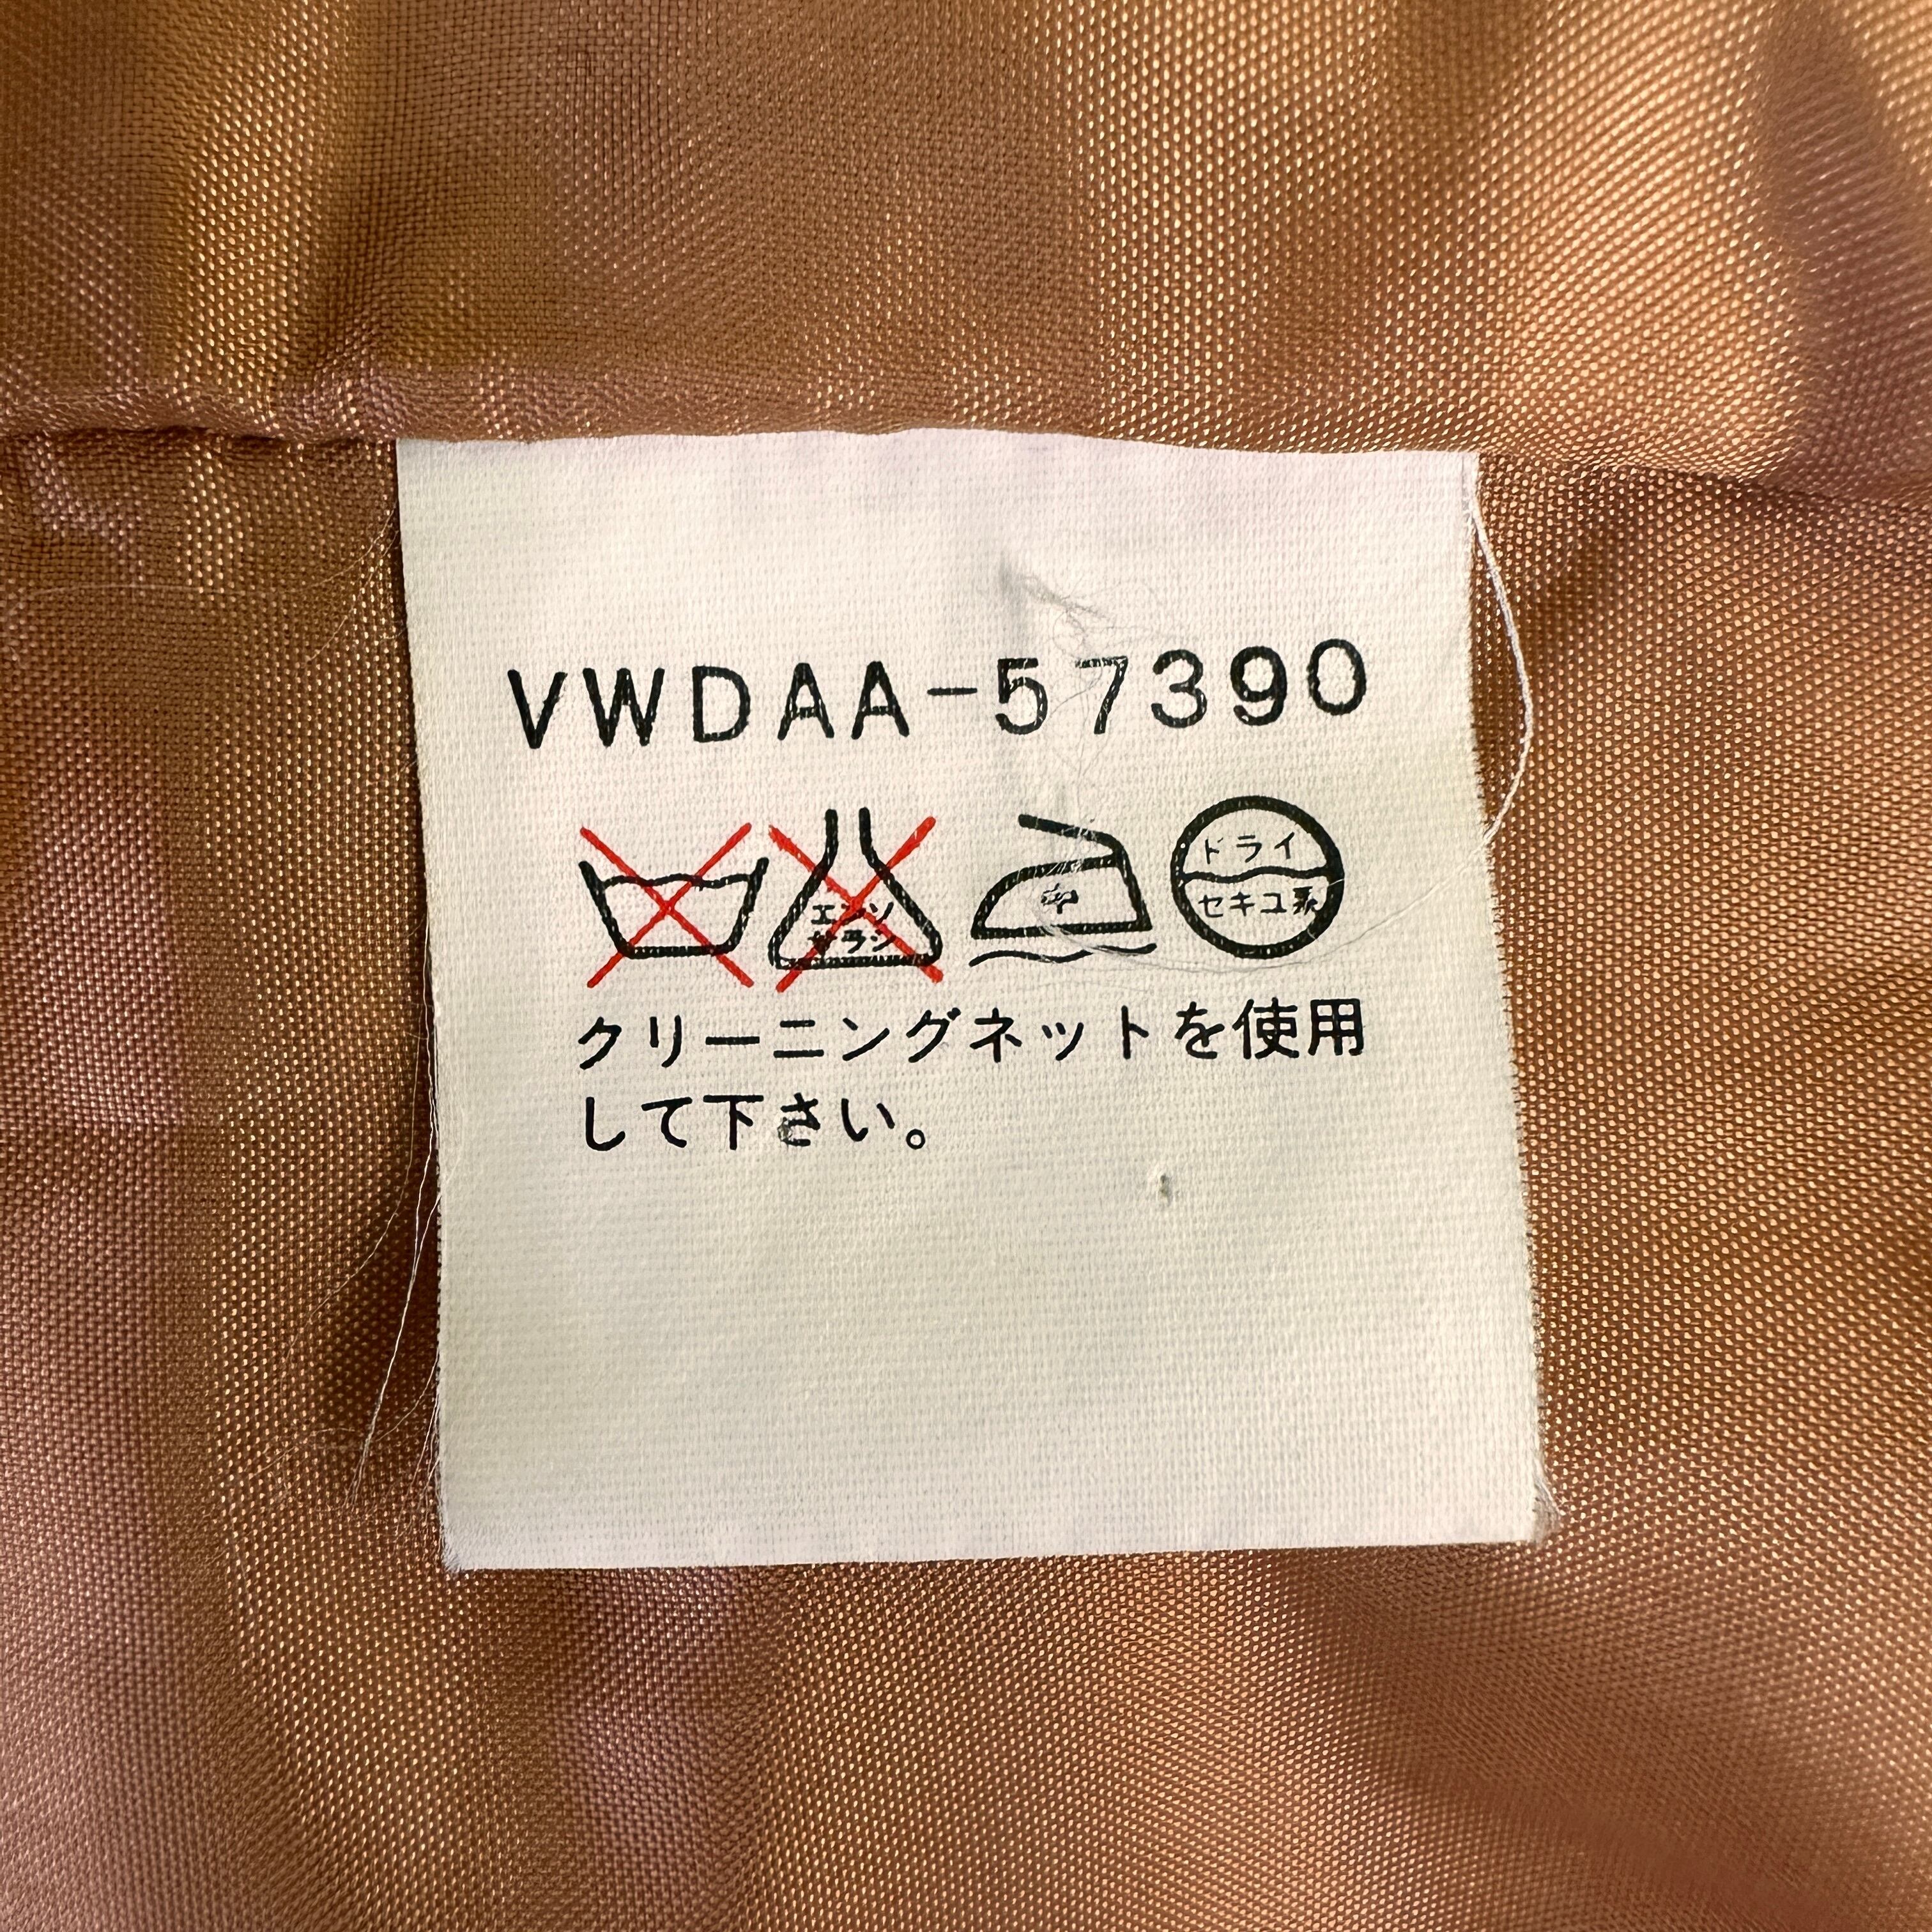 VWDAA-57390
エンソ
サラシ
中
ドライ
セキユ系
クリーニングネットを使用
して下さい。